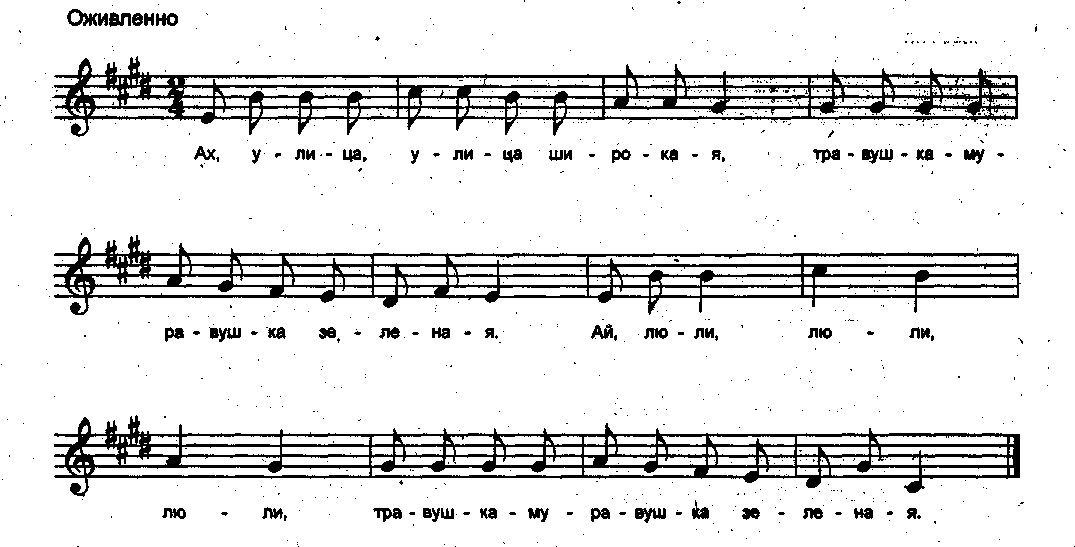 Оживленно
Ах, у - ли - ца, у - ли - ца ши - ро - ка - я, тра - вуш - ка - му -
ра - вуш - ка зе - ле - на - я. Ай, лю - ли, лю - ли,
лю - ли, тра - вуш - ка - му - ра - вуш - ка зе - ле - на - я.